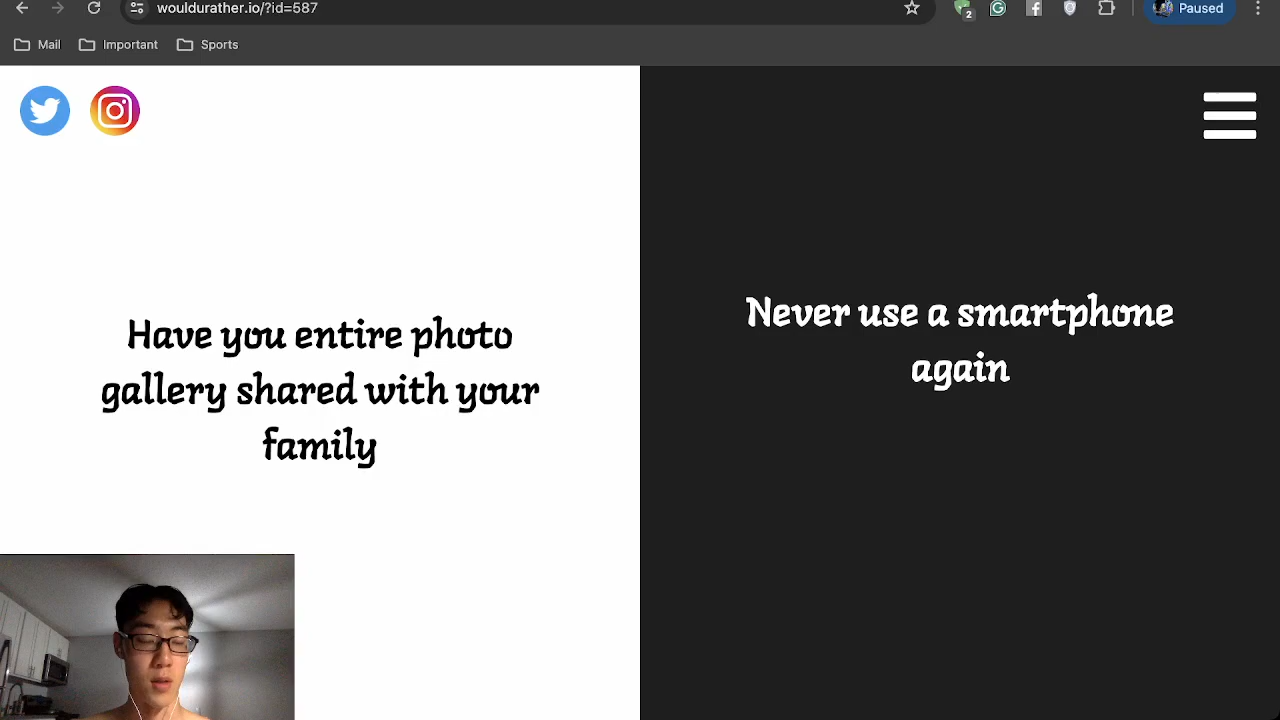 wouldurather.io/?id=587
2
Paused
Mail Important Sports
Have you entire photo
gallery shared with your
family
Never use a smartphone
again